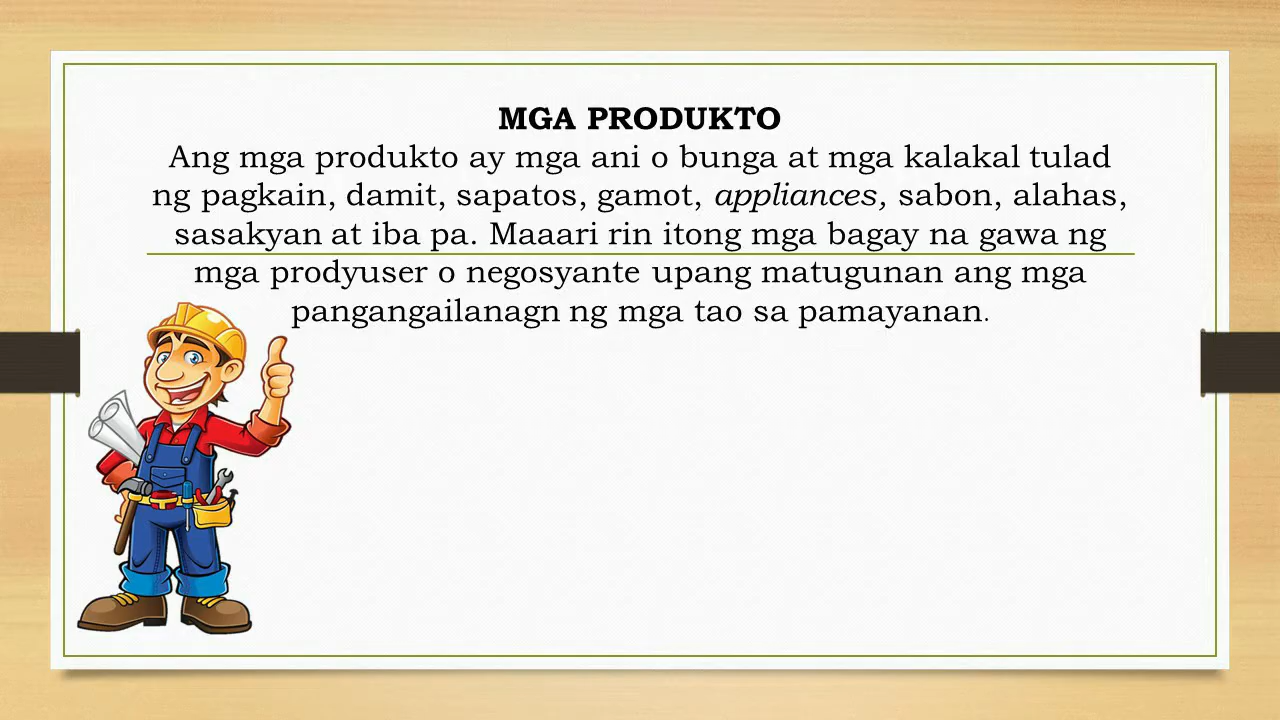 MGA PRODUKTO
Ang mga produkto ay mga ani o bunga at mga kalakal tulad
ng pagkain, damit, sapatos, gamot, appliances, sabon, alahas,
sasakyan at iba pa. Maaari rin itong mga bagay na gawa ng
mga prodyuser o negosyante upang matugunan ang mga
pangangailanagn ng mga tao sa pamayanan.